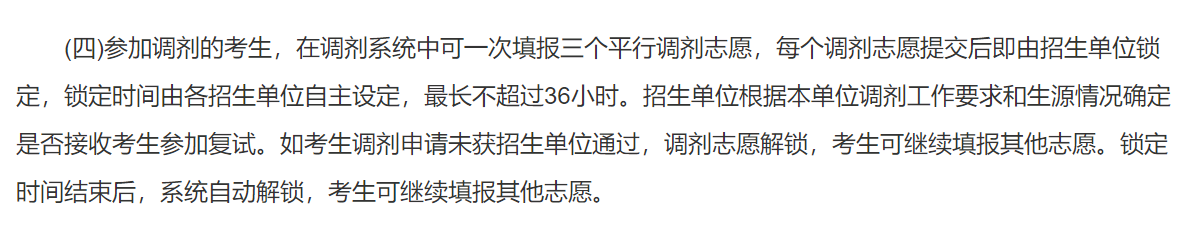 (四)参加调剂的考生，在调剂系统中可一次填报三个平行调剂志愿，每个调剂志愿提交后即由招生单位锁
定，锁定时间由各招生单位自主设定，最长不超过36小时。招生单位根据本单位调剂工作要求和生源情况确定
是否接收考生参加复试。如考生调剂申请未获招生单位通过，调剂志愿解锁，考生可继续填报其他志愿。锁定
时间结束后，系统自动解锁，考生可继续填报其他志愿。